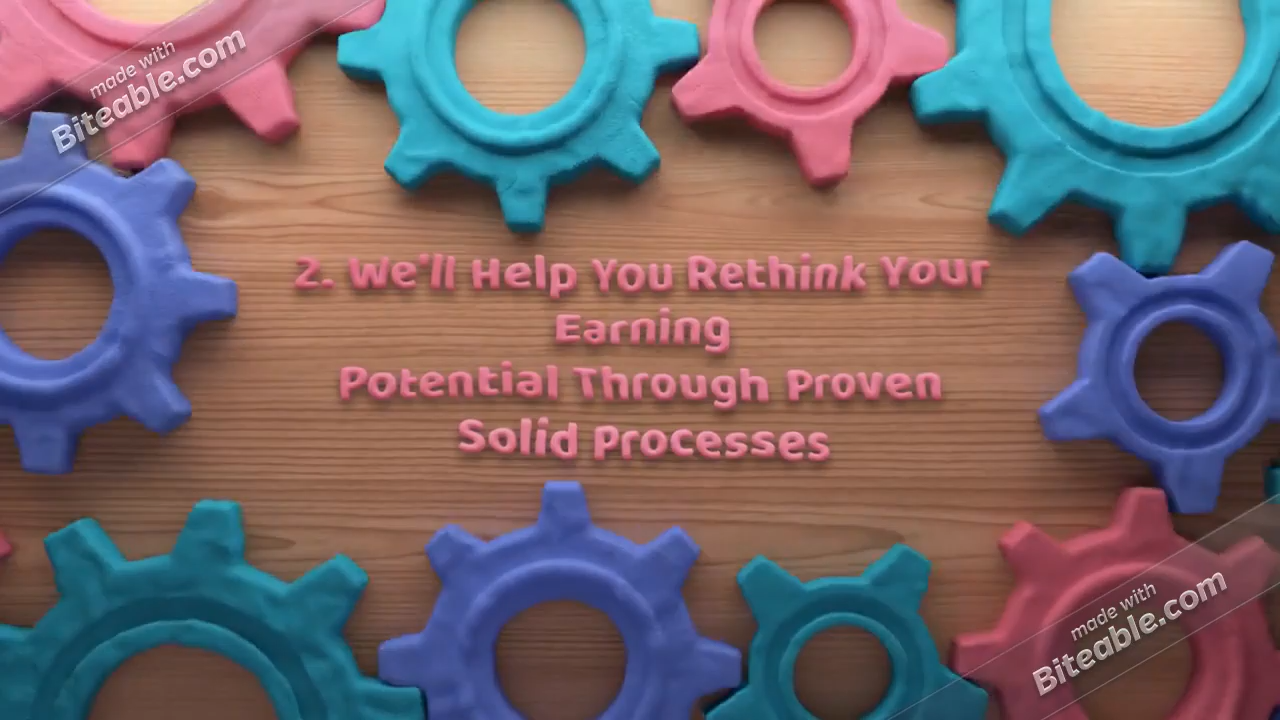 made with
Biteable.com
2. We'll Help You Rethink Your
Earning
Potential Through Proven
Solid Processes
made with
Biteable.com